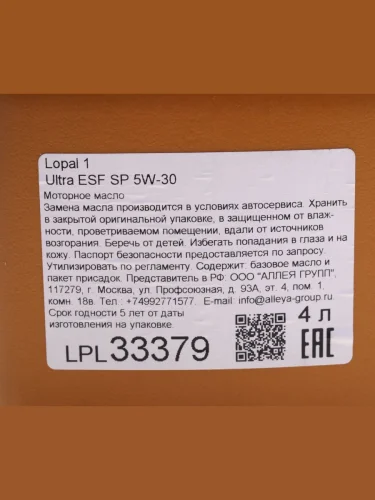 Lopal 1
Ultra ESF SP 5W-30
Моторное масло
Замена масла производится в условиях автосервиса. Хранить
в закрытой оригинальной упаковке, в защищенном от влаж-
ности, проветриваемом помещении, вдали от источников
возгорания. Беречь от детей. Избегать попадания в глаза и на
кожу. Паспорт безопасности предоставляется по запросу.
Утилизировать по регламенту. Содержит: базовое масло и
пакет присадок. Представитель в РФ. ООО "АЛЛЕЯ ГРУПП",
117279, г. Москва, ул. Профсоюзная, д. 93А, эт. 4, пом. 1.
комн. 18в. Тел.: +74992771577. E-mail: info@alleya-group.ru.
Срок годности 5 лет от даты
изготовления на упаковке.
4 л
LPL33379
EAC